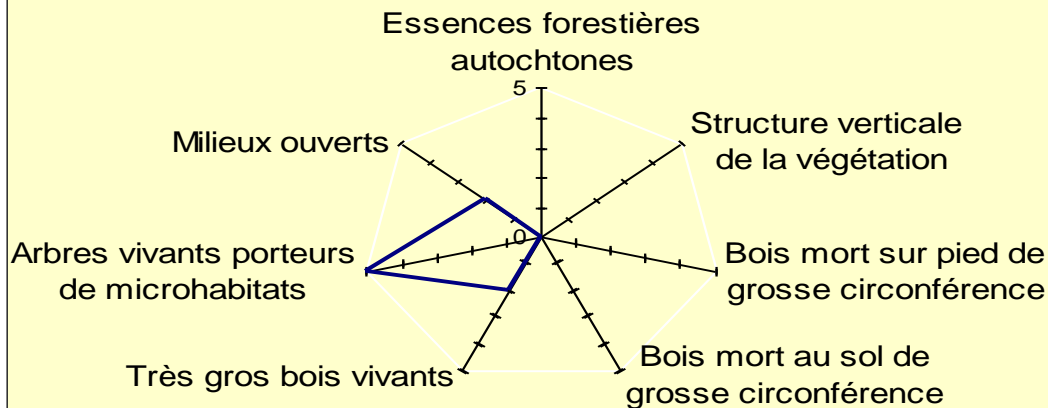 Essences forestières
autochtones
5
Structure verticale
de la végétation
Milieux ouverts
0
Arbres vivants porteurs
de microhabitats
Bois mort sur pied de
grosse circonférence
Très gros bois vivants
Bois mort au sol de
grosse circonférence